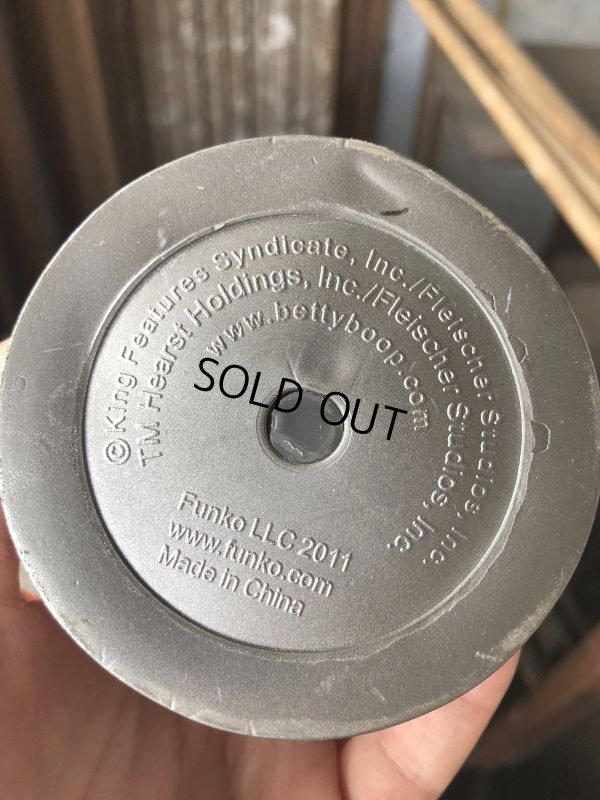 ©King Features Syndicate, Inc./Fleischer Studios, Inc.
TM Hearst Holdings, Inc./Fleischer Studios, Inc.
www.bettyboop.com
SOLD OUT
Funko LLC 2011
www.funko.com
Made in China